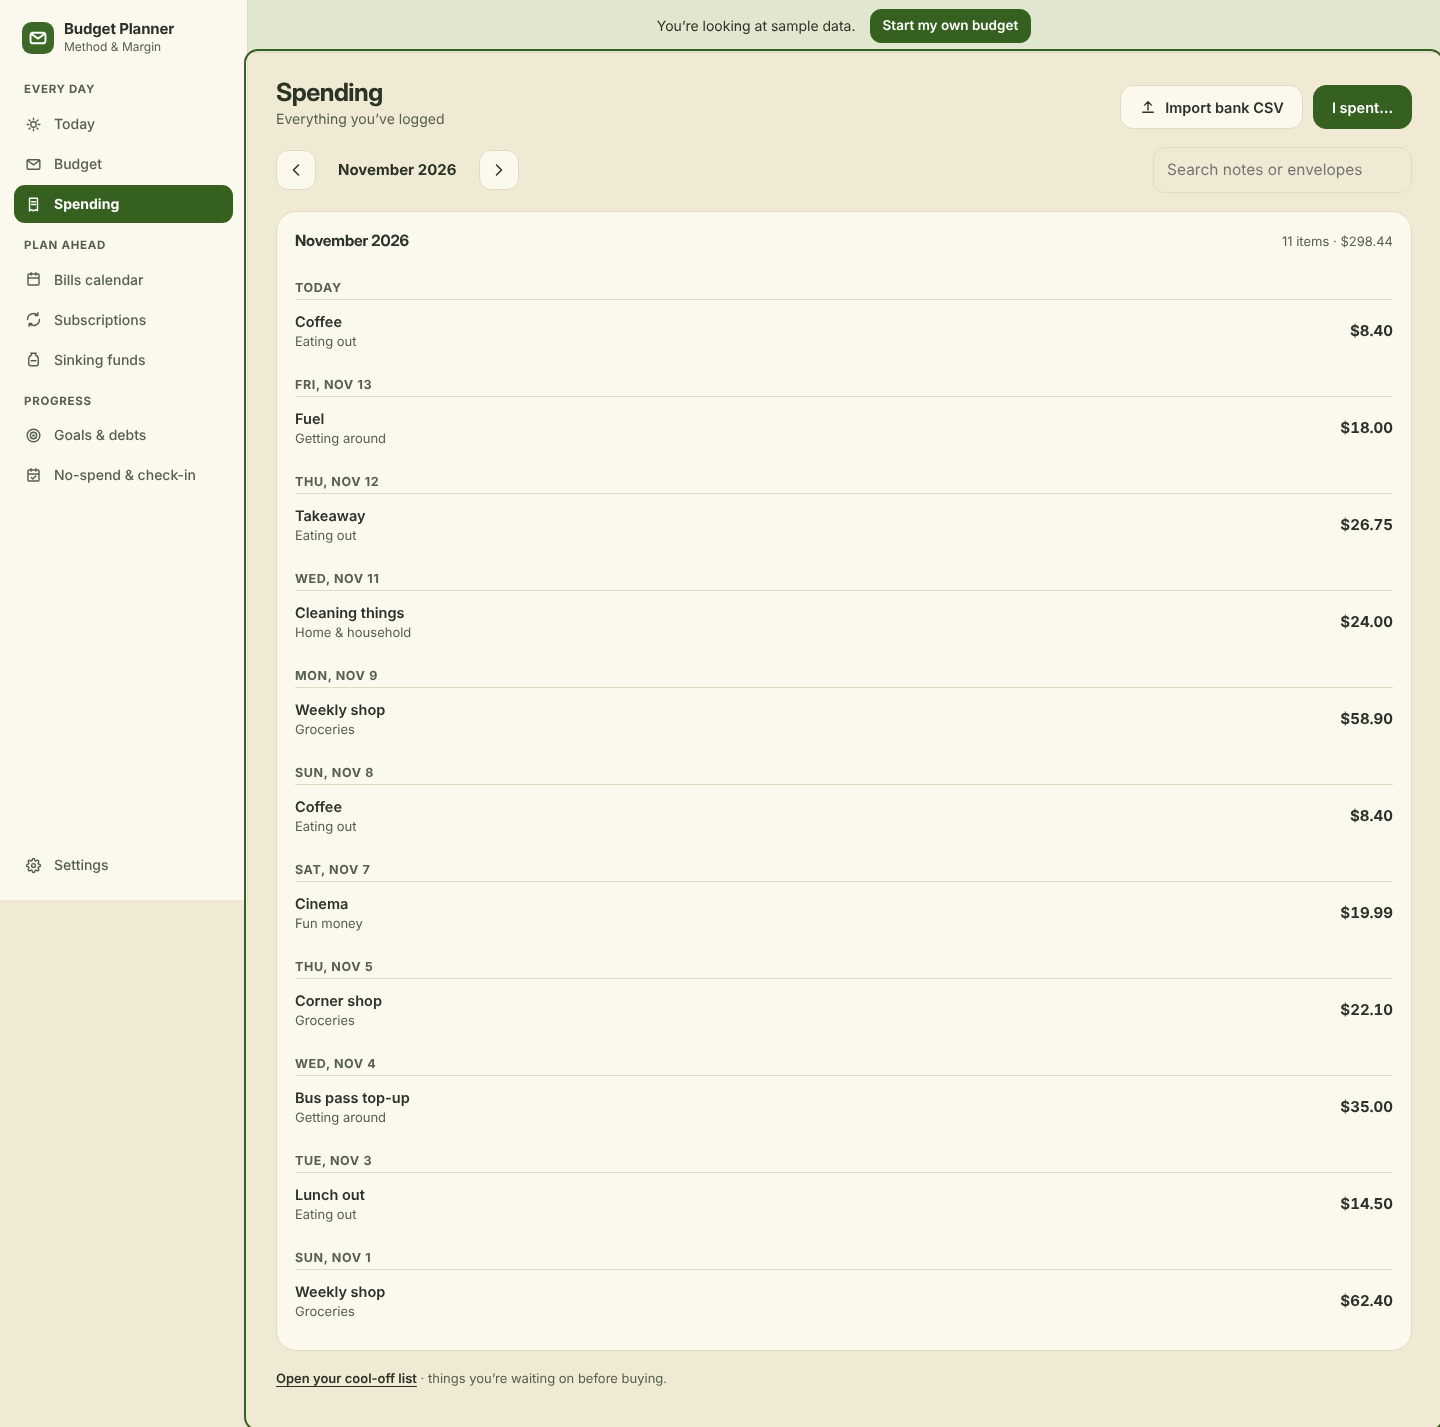 Budget Planner
Method & Margin
EVERY DAY
Today
Budget
Spending
PLAN AHEAD
Bills calendar
Subscriptions
Sinking funds
PROGRESS
Goals & debts
No-spend & check-in
Settings
You’re looking at sample data. Start my own budget
Spending
Everything you’ve logged
Import bank CSV I spent...
November 2026 Search notes or envelopes
November 2026 11 items · $298.44
TODAY
Coffee $8.40
Eating out
FRI, NOV 13
Fuel $18.00
Getting around
THU, NOV 12
Takeaway $26.75
Eating out
WED, NOV 11
Cleaning things $24.00
Home & household
MON, NOV 9
Weekly shop $58.90
Groceries
SUN, NOV 8
Coffee $8.40
Eating out
SAT, NOV 7
Cinema $19.99
Fun money
THU, NOV 5
Corner shop $22.10
Groceries
WED, NOV 4
Bus pass top-up $35.00
Getting around
TUE, NOV 3
Lunch out $14.50
Eating out
SUN, NOV 1
Weekly shop $62.40
Groceries
Open your cool-off list · things you’re waiting on before buying.